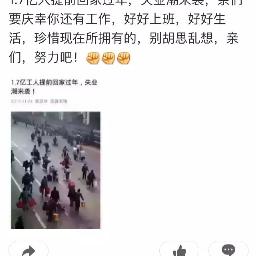 1.7亿工人提前回家过年，失业潮来袭，亲们
要庆幸你还有工作，好好上班，好好生
活，珍惜现在所拥有的，别胡思乱想，亲
们，努力吧！✊✊✊
1.7亿工人提前回家过年，失业
潮来袭！